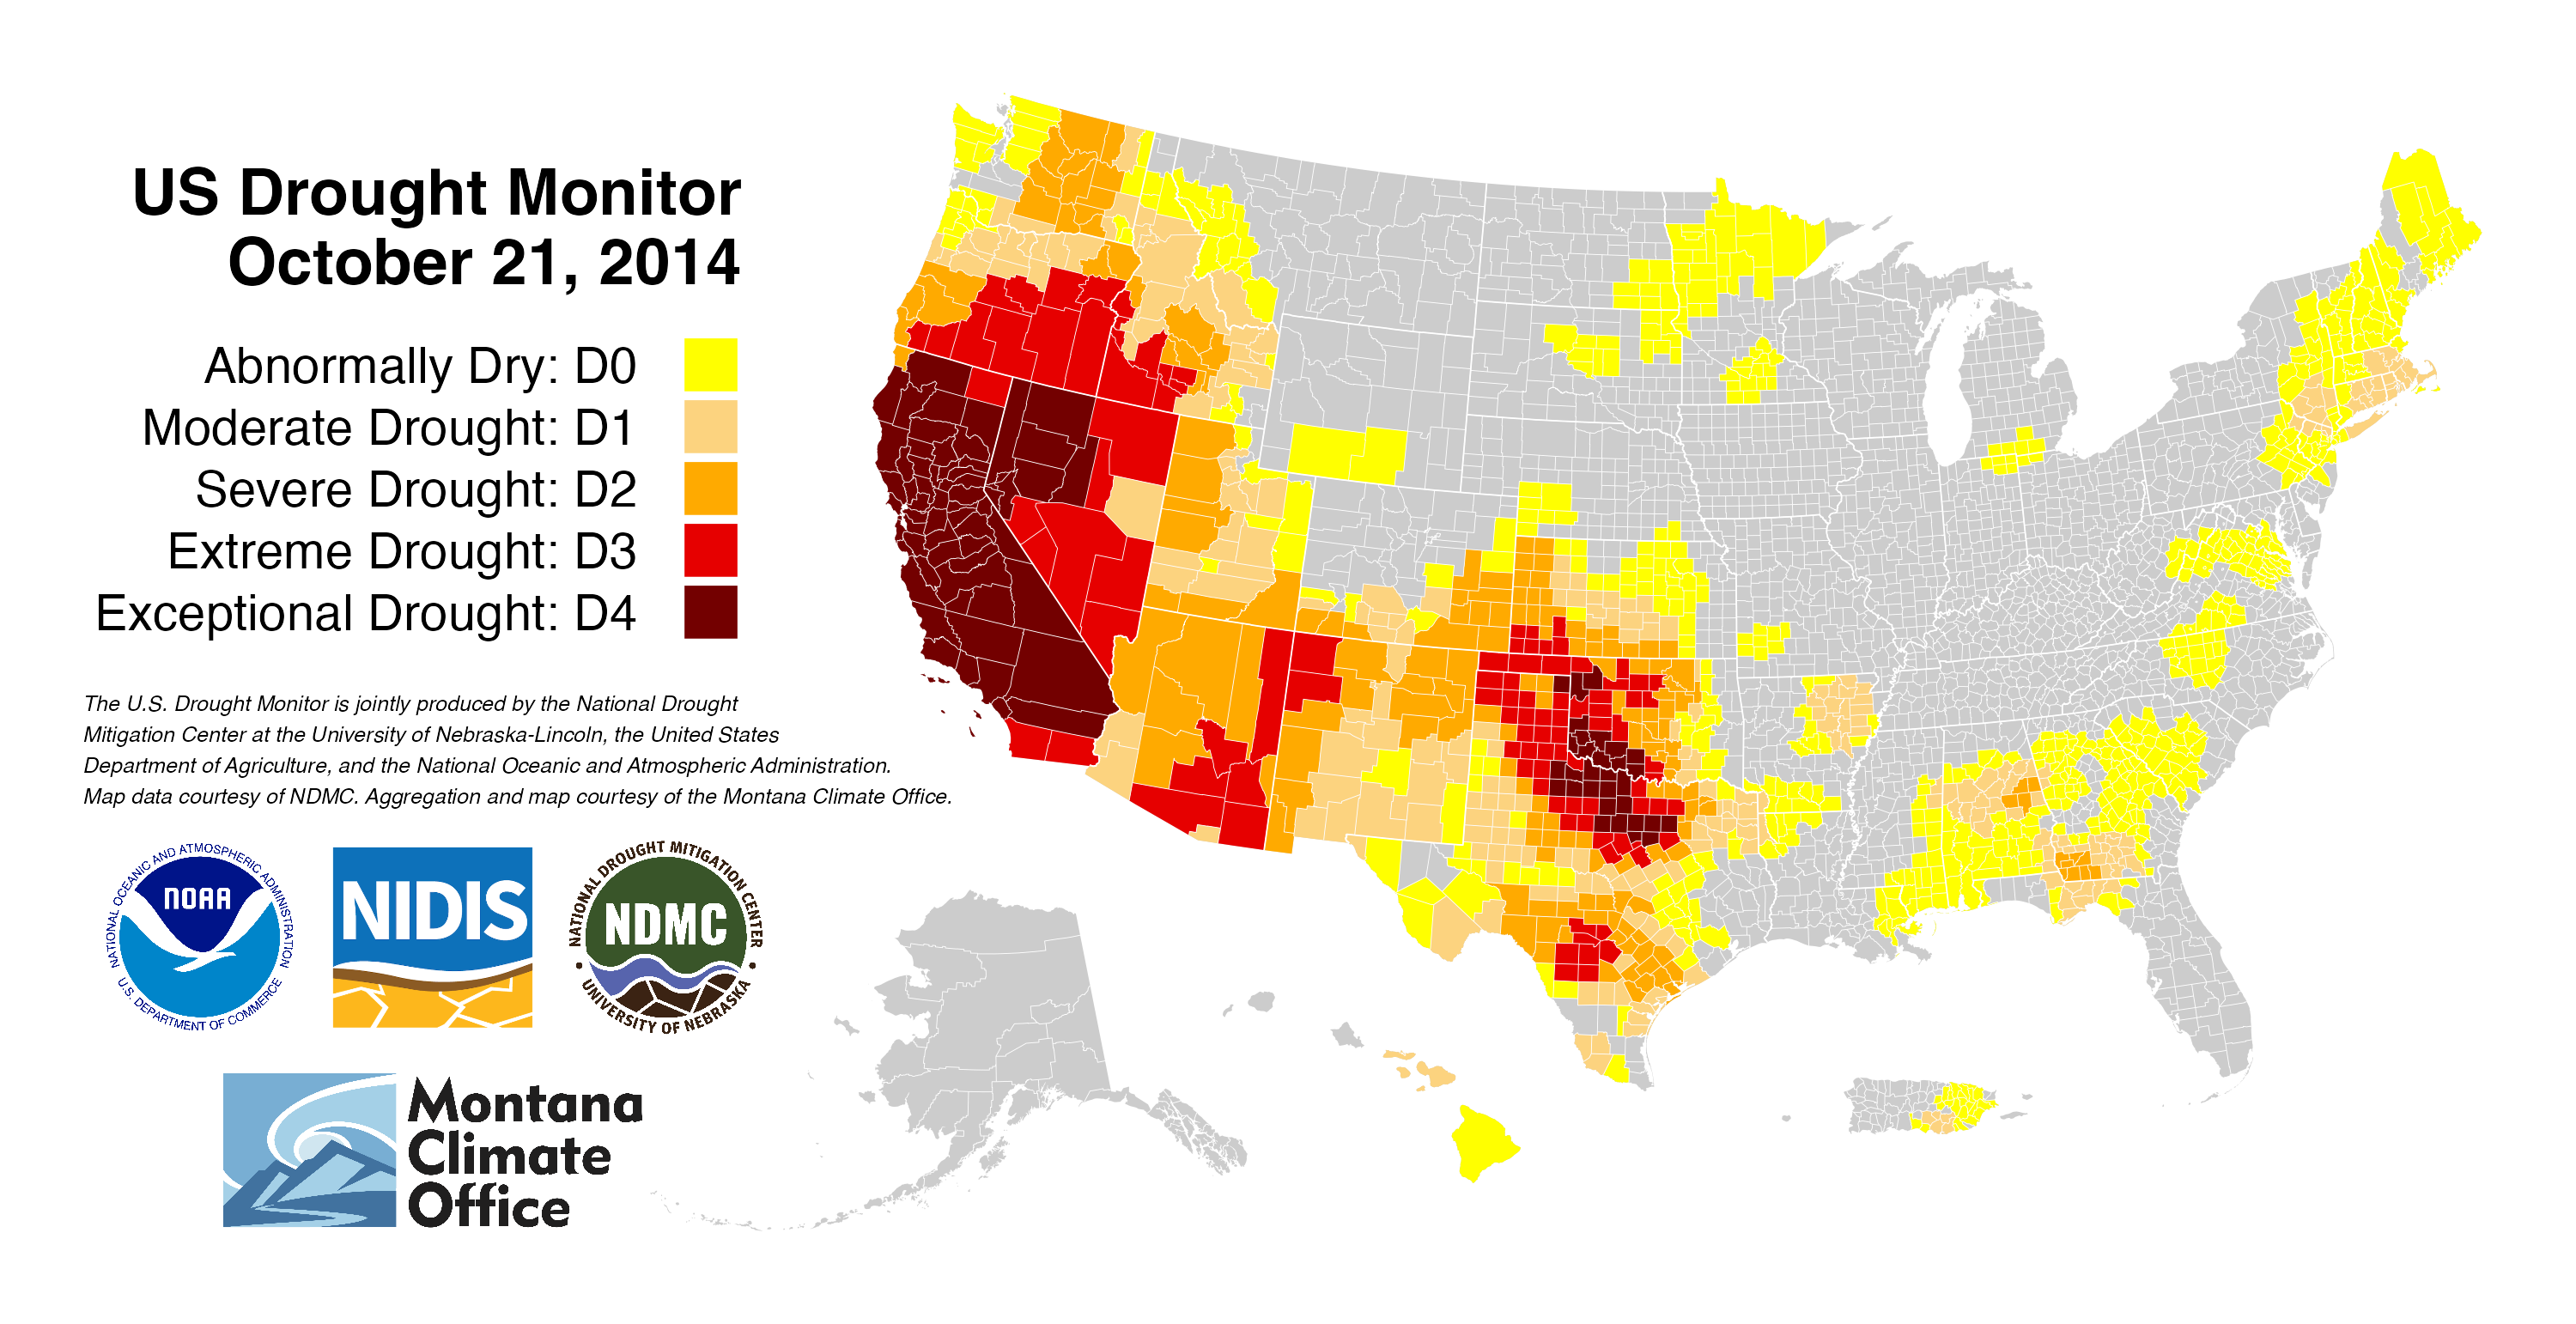 US Drought Monitor
October 21, 2014
Abnormally Dry: D0
Moderate Drought: D1
Severe Drought: D2
Extreme Drought: D3
Exceptional Drought: D4
The U.S. Drought Monitor is jointly produced by the National Drought
Mitigation Center at the University of Nebraska-Lincoln, the United States
Department of Agriculture, and the National Oceanic and Atmospheric Administration.
Map data courtesy of NDMC. Aggregation and map courtesy of the Montana Climate Office.
NATIONAL OCEANIC AND ATMOSPHERIC ADMINISTRATION
NOAA
U.S. DEPARTMENT OF COMMERCE
NIDIS
NATIONAL DROUGHT MITIGATION CENTER
NDMC
UNIVERSITY OF NEBRASKA
Montana
Climate
Office